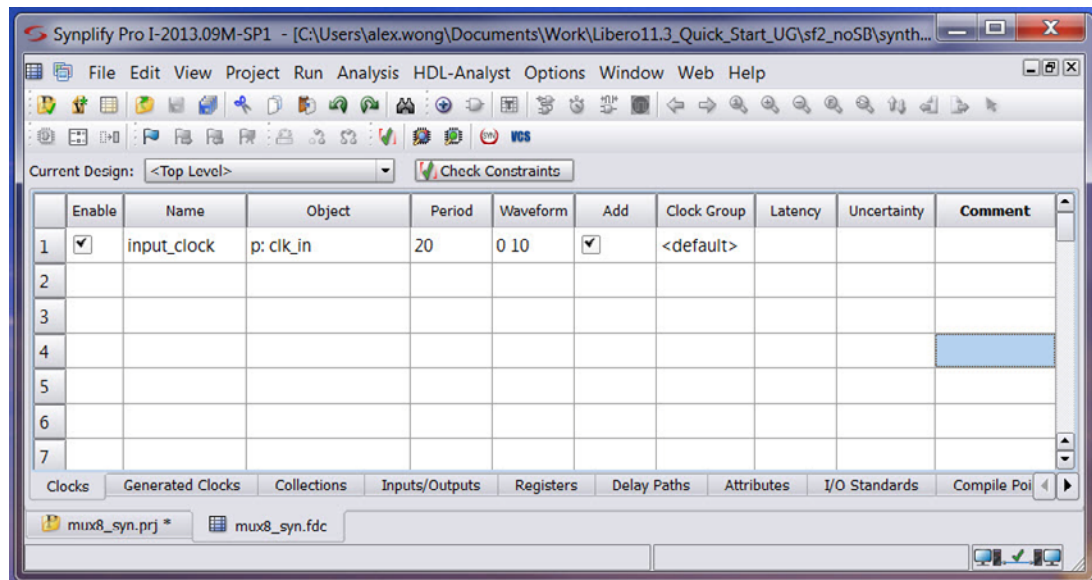 Synplify Pro I-2013.09M-SP1 - [C:\Users\alex.wong\Documents\Work\Libero11.3_Quick_Start_UG\sf2_noSB\synth...
File Edit View Project Run Analysis HDL-Analyst Options Window Web Help
VCS
Current Design: <Top Level> Check Constraints
Enable Name Object Period Waveform Add Clock Group Latency Uncertainty Comment
1 input_clock p: clk_in 20 0 10 <default>
2
3
4
5
6
7
Clocks Generated Clocks Collections Inputs/Outputs Registers Delay Paths Attributes I/O Standards Compile Poi
mux8_syn.prj * mux8_syn.fdc